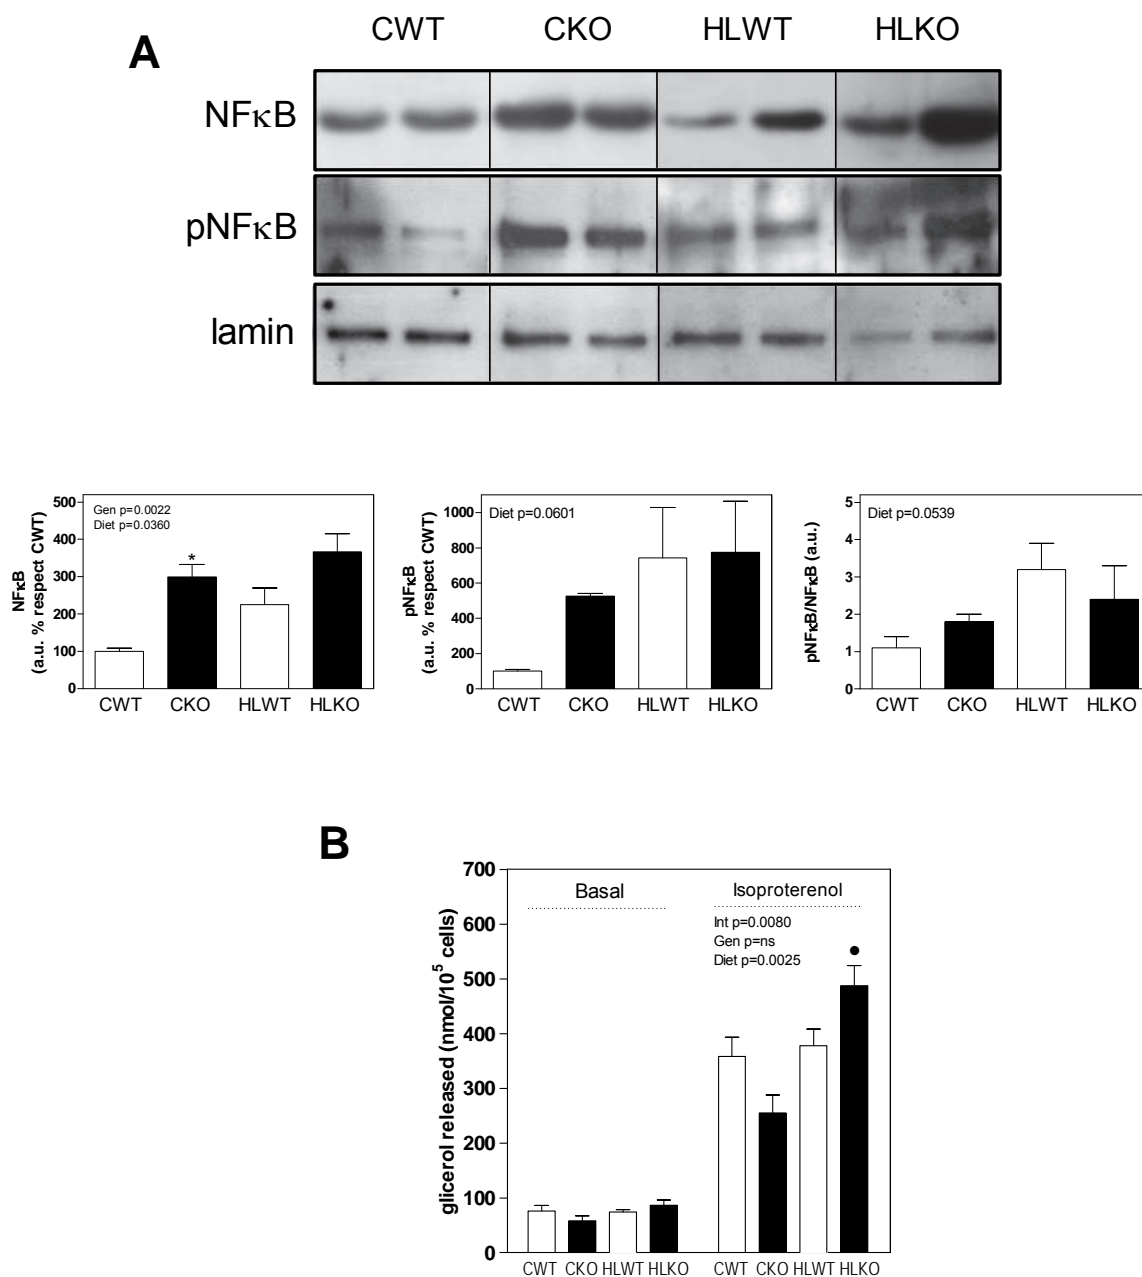 A
CWT CKO HLWT HLKO
NFκB
pNFκB
lamin
NFκB
(a.u. % respect CWT)
500
400
300
200
100
0
Gen p=0.0022
Diet p=0.0360
*
CWT CKO HLWT HLKO
pNFκB
(a.u. % respect CWT)
1000
800
600
400
200
0
Diet p=0.0601
CWT CKO HLWT HLKO
pNFκB/NFκB (a.u.)
5
4
3
2
1
0
Diet p=0.0539
CWT CKO HLWT HLKO
B
glicerol released (nmol/10⁵ cells)
700
600
500
400
300
200
100
0
Basal
Isoproterenol
Int p=0.0080
Gen p=ns
Diet p=0.0025
CWT CKO HLWT HLKO CWT CKO HLWT HLKO